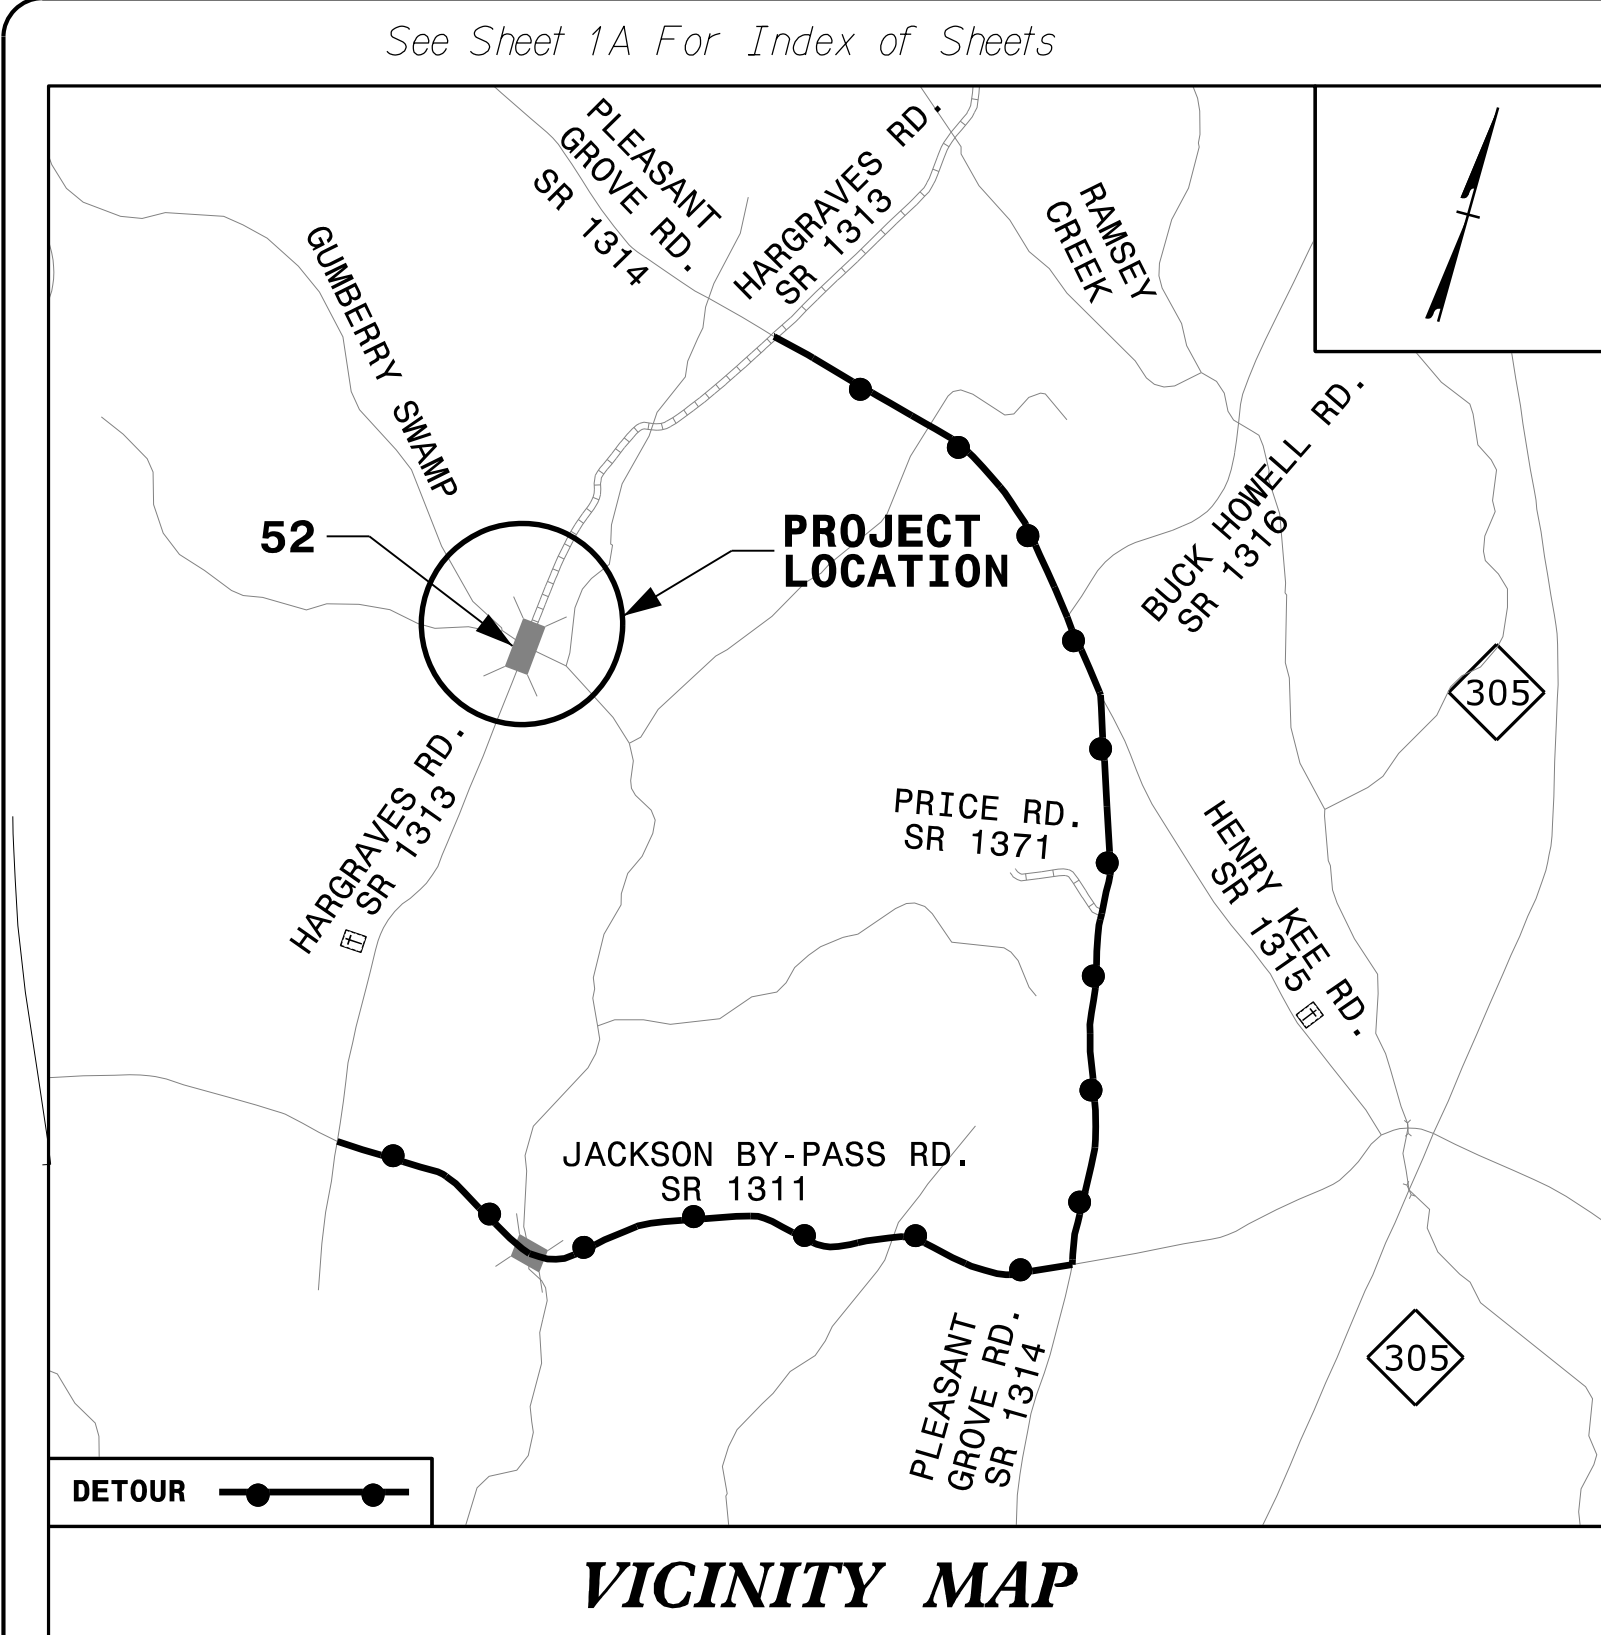 See Sheet 1A For Index of Sheets
PLEASANT
GROVE RD.
SR 1314
HARGRAVES RD.
SR 1313
RAMSEY
CREEK
GUMBERRY SWAMP
BUCK HOWELL RD.
SR 1316
52
PROJECT
LOCATION
305
HARGRAVES RD.
SR 1313
PRICE RD.
SR 1371
HENRY KEE RD.
SR 1315
JACKSON BY-PASS RD.
SR 1311
PLEASANT
GROVE RD.
SR 1314
305
DETOUR
VICINITY MAP